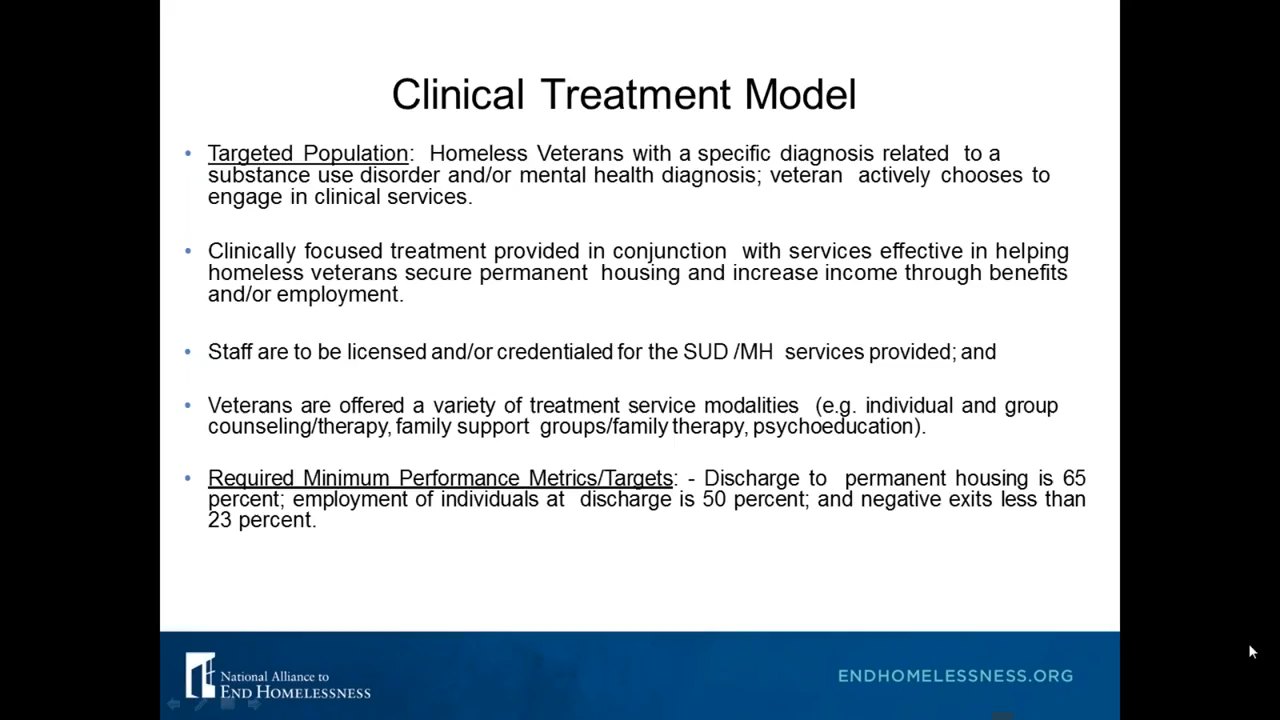 Clinical Treatment Model
• Targeted Population: Homeless Veterans with a specific diagnosis related to a
substance use disorder and/or mental health diagnosis; veteran actively chooses to
engage in clinical services.
• Clinically focused treatment provided in conjunction with services effective in helping
homeless veterans secure permanent housing and increase income through benefits
and/or employment.
• Staff are to be licensed and/or credentialed for the SUD /MH services provided; and
• Veterans are offered a variety of treatment service modalities (e.g. individual and group
counseling/therapy, family support groups/family therapy, psychoeducation).
• Required Minimum Performance Metrics/Targets: - Discharge to permanent housing is 65
percent; employment of individuals at discharge is 50 percent; and negative exits less than
23 percent.
National Alliance to
END HOMELESSNESS
ENDHOMELESSNESS.ORG